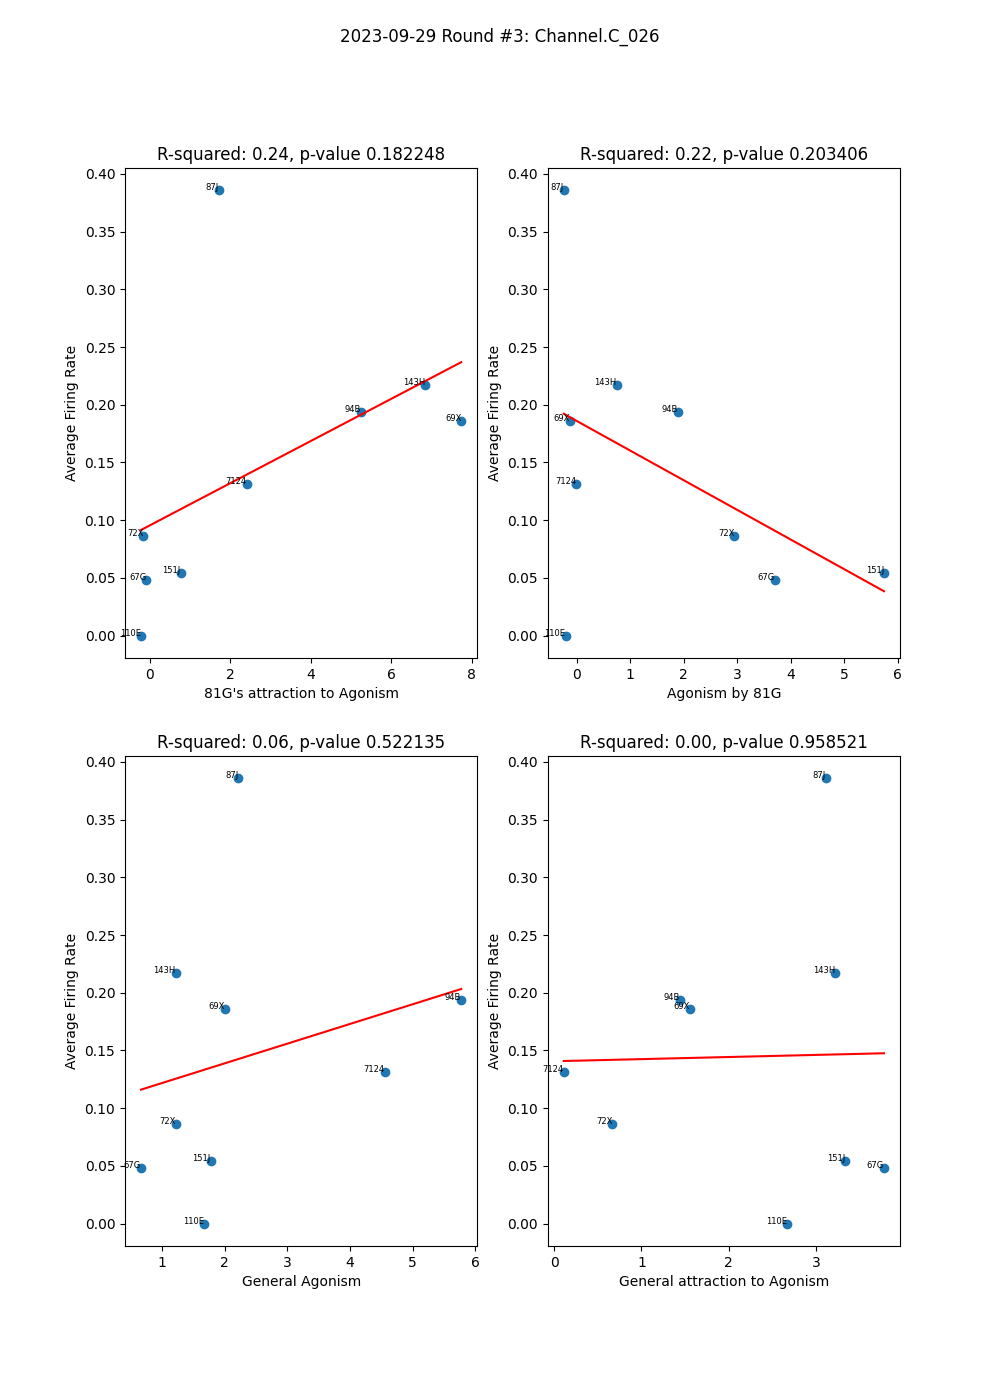 2023-09-29 Round #3: Channel.C_026
R-squared: 0.24, p-value 0.182248
0.40
0.35
0.30
0.25
0.20
0.15
0.10
0.05
0.00
Average Firing Rate
87J
143H
94B
69X
7124
72X
151J
67G
110E
0 2 4 6 8
81G's attraction to Agonism
R-squared: 0.22, p-value 0.203406
0.40
0.35
0.30
0.25
0.20
0.15
0.10
0.05
0.00
Average Firing Rate
87J
143H
94B
69X
7124
72X
151J
67G
110E
0 1 2 3 4 5 6
Agonism by 81G
R-squared: 0.06, p-value 0.522135
0.40
0.35
0.30
0.25
0.20
0.15
0.10
0.05
0.00
Average Firing Rate
87J
143H
94B
69X
7124
72X
151J
67G
110E
1 2 3 4 5 6
General Agonism
R-squared: 0.00, p-value 0.958521
0.40
0.35
0.30
0.25
0.20
0.15
0.10
0.05
0.00
Average Firing Rate
87J
143H
94B
69X
7124
72X
151J
67G
110E
0 1 2 3
General attraction to Agonism